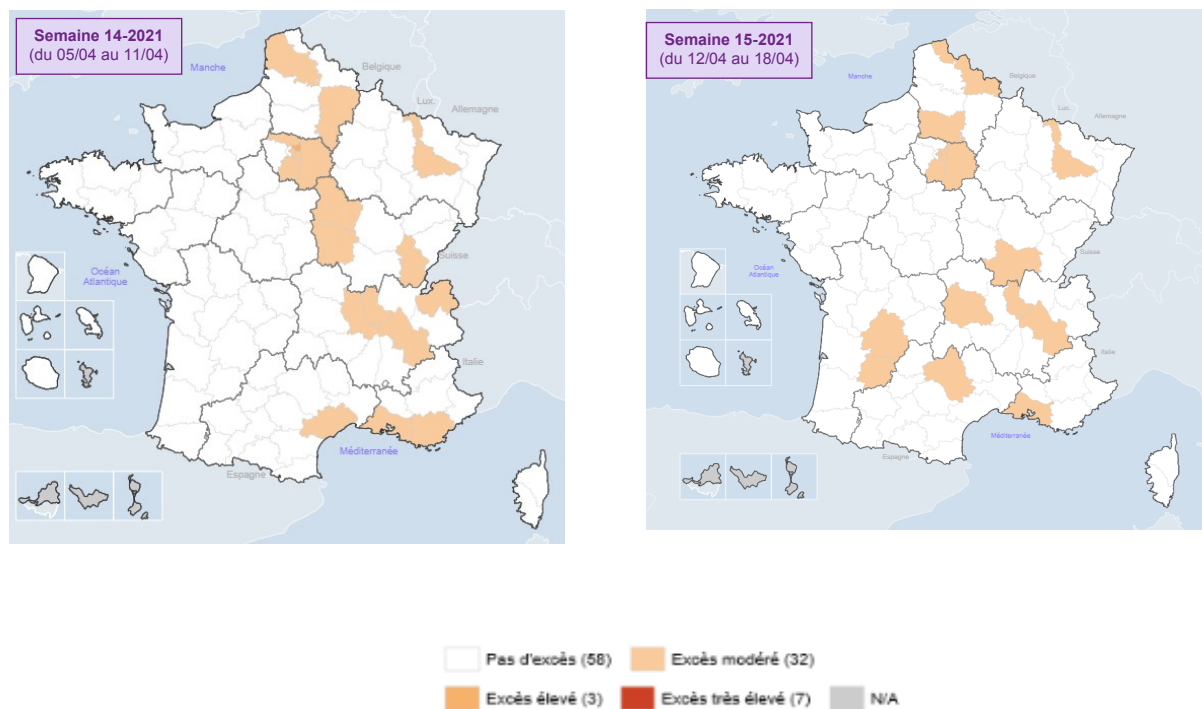 Semaine 14-2021
(du 05/04 au 11/04)
Manche
Belgique
Lux.
Allemagne
Suisse
Océan
Atlantique
Italie
Méditerranée
Espagne
Semaine 15-2021
(du 12/04 au 18/04)
Manche
Belgique
Lux.
Allemagne
Suisse
Océan
Atlantique
Italie
Méditerranée
Espagne
Pas d'excès (58)
Excès modéré (32)
Excès élevé (3)
Excès très élevé (7)
N/A